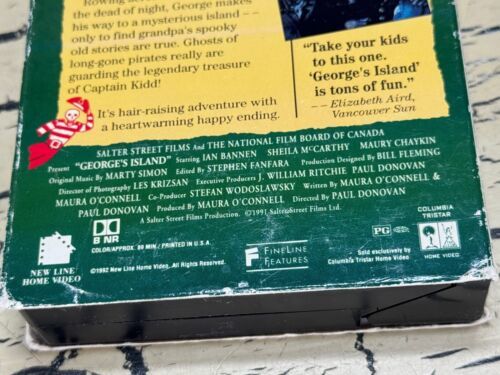 Rowing
the dead of night, George makes
his way to a mysterious island --
only to find grandpa's spooky
old stories are true. Ghosts of
long-gone pirates really are
guarding the legendary treasure
of Captain Kidd!
It's hair-raising adventure with
a heartwarming happy ending.
"Take your kids
to this one.
'George's Island'
is tons of fun."
-- Elizabeth Aird,
Vancouver Sun
SALTER STREET FILMS And THE NATIONAL FILM BOARD OF CANADA
Present "GEORGE'S ISLAND" Starring IAN BANNEN SHEILA McCARTHY MAURY CHAYKIN
Original Music By MARTY SIMON Edited By STEPHEN FANFARA Production Designed By BILL FLEMING
Director of Photography LES KRIZSAN Executive Producers J. WILLIAM RITCHIE PAUL DONOVAN
MAURA O'CONNELL Co-Producer STEFAN WODOSLAWSKY Written By MAURA O'CONNELL &
PAUL DONOVAN Produced By MAURA O'CONNELL Directed By PAUL DONOVAN
A Salter Street Films Production. ©1991 Salter Street Films Ltd.
NEW LINE
HOME VIDEO
B NR
COLOR/APPROX. 89 MIN./PRINTED IN U.S.A.
©1992 New Line Home Video. All Rights Reserved.
FINELINE
FEATURES
PG
Sold exclusively by
Columbia Tristar Home Video
COLUMBIA
TRISTAR
HOME VIDEO